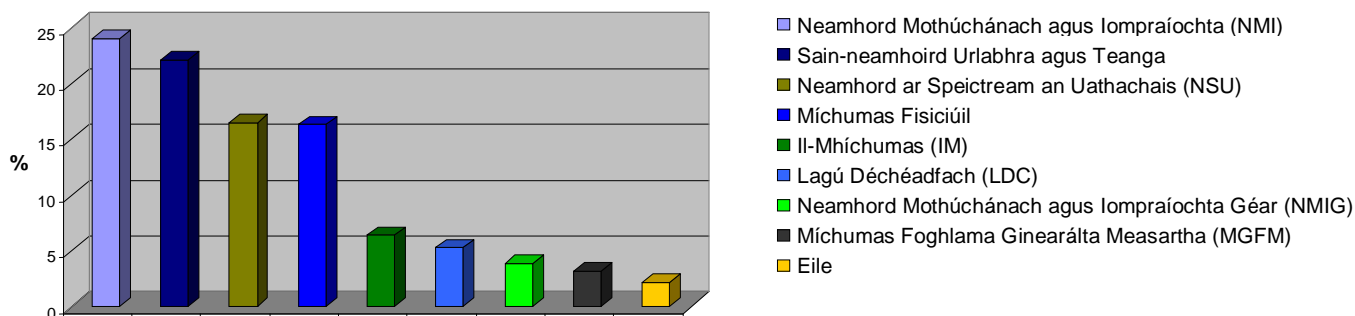 25
20
15
10
5
0
%
Neamhord Mothúchánach agus Iompraíochta (NMI)
Sain-neamhoird Urlabhra agus Teanga
Neamhord ar Speictream an Uathachais (NSU)
Míchumas Fisiciúil
Il-Mhíchumas (IM)
Lagú Déchéadfach (LDC)
Neamhord Mothúchánach agus Iompraíochta Géar (NMIG)
Míchumas Foghlama Ginearálta Measartha (MGFM)
Eile